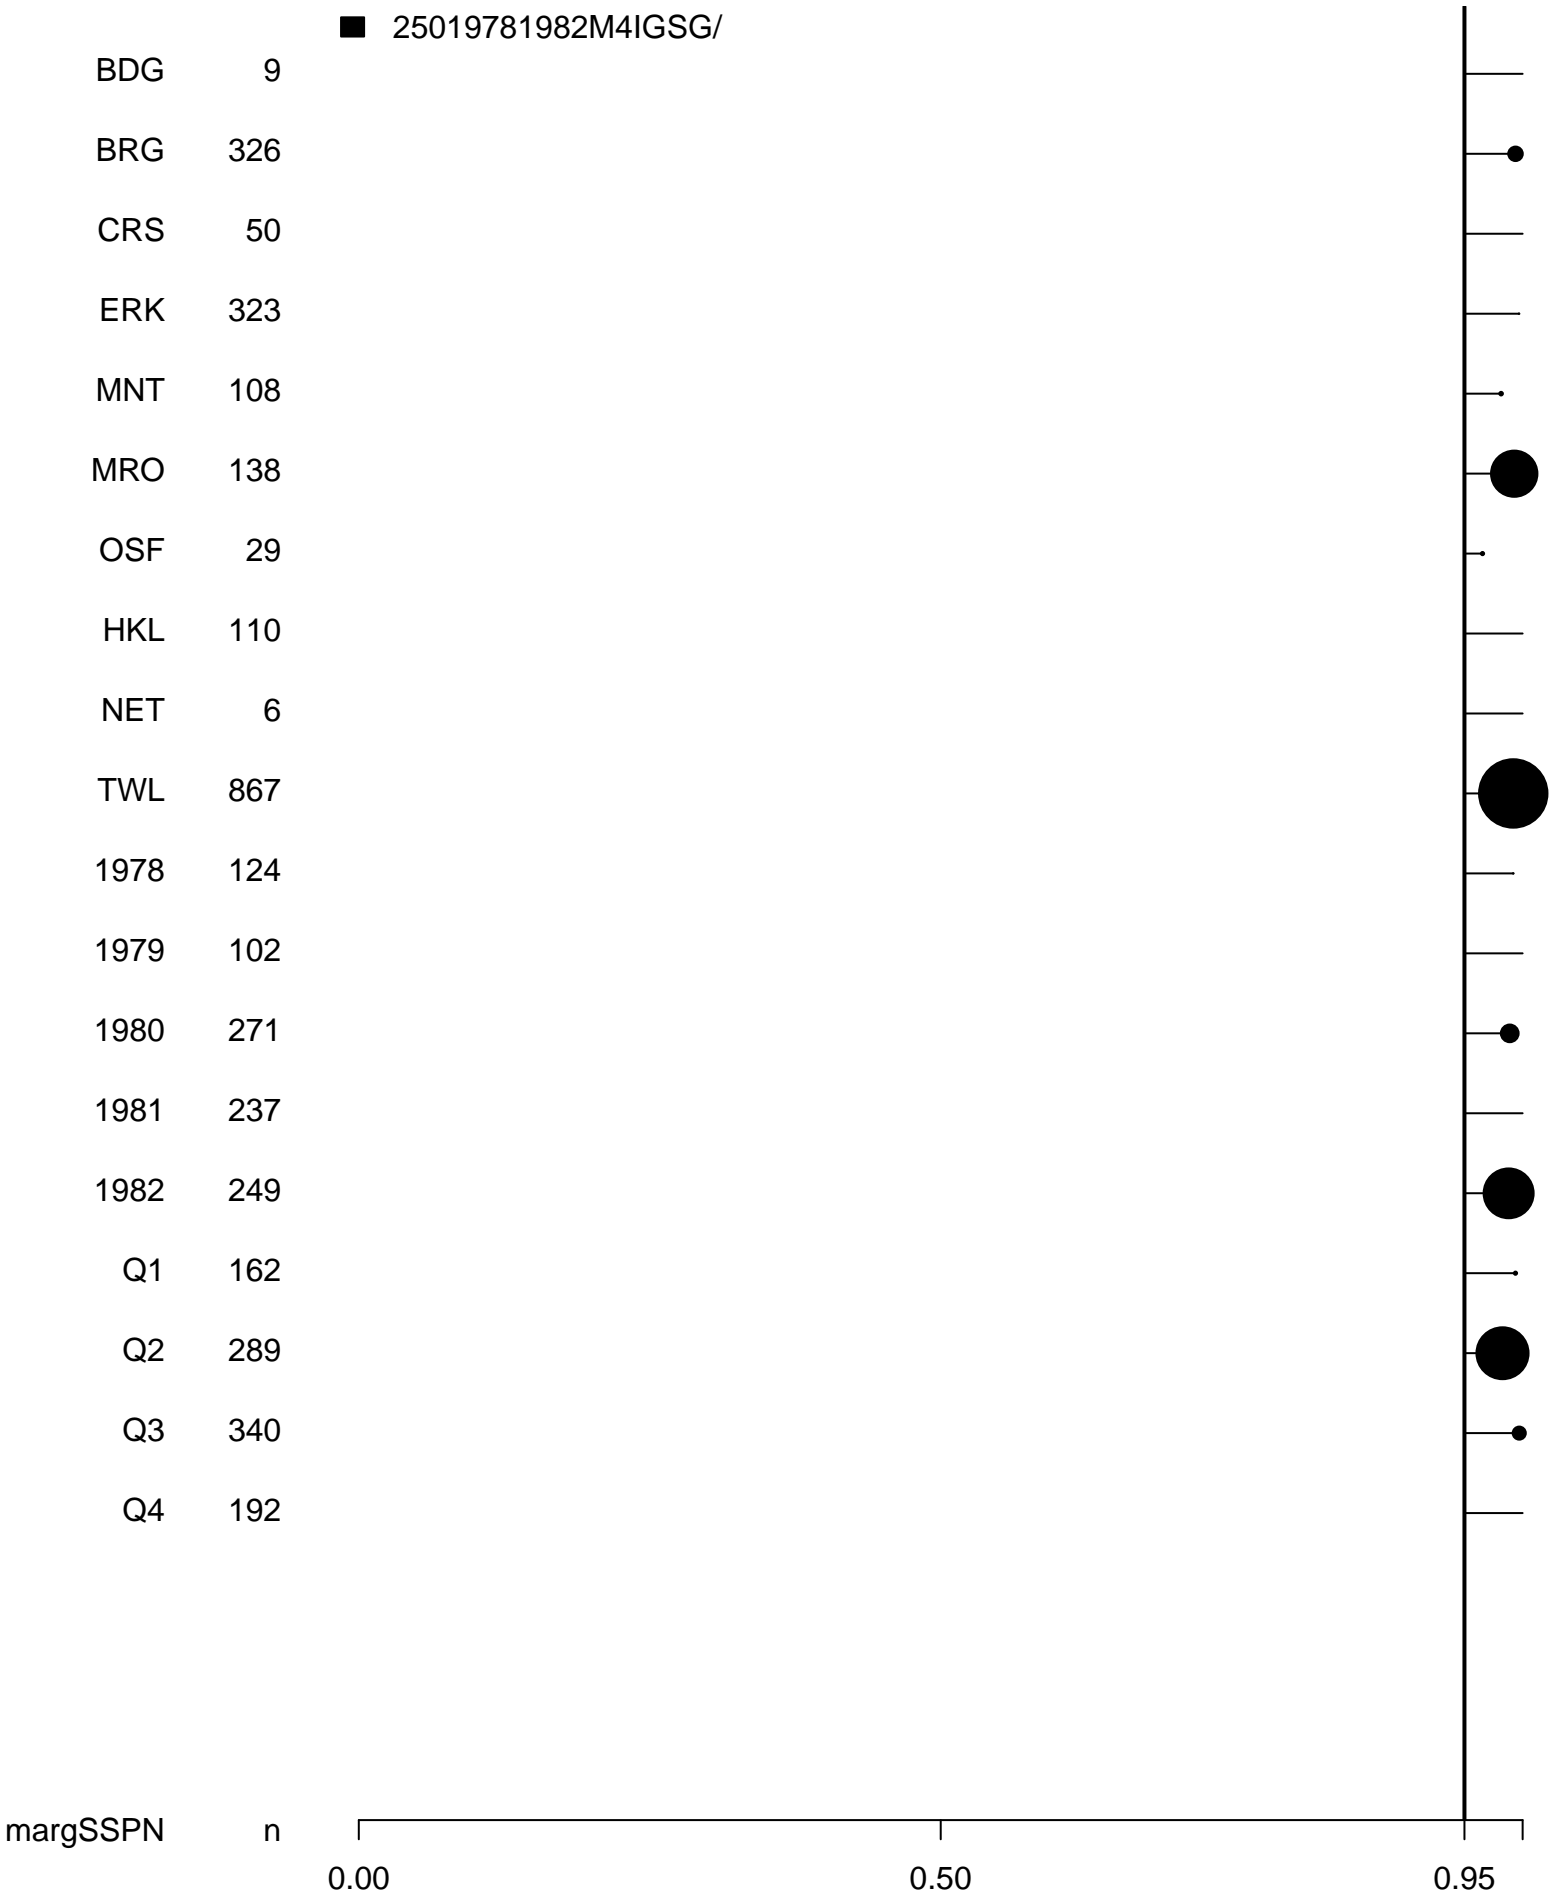 25019781982M4IGSG/
BDG 9
BRG 326
CRS 50
ERK 323
MNT 108
MRO 138
OSF 29
HKL 110
NET 6
TWL 867
1978 124
1979 102
1980 271
1981 237
1982 249
Q1 162
Q2 289
Q3 340
Q4 192
margSSPN n
0.00 0.50 0.95